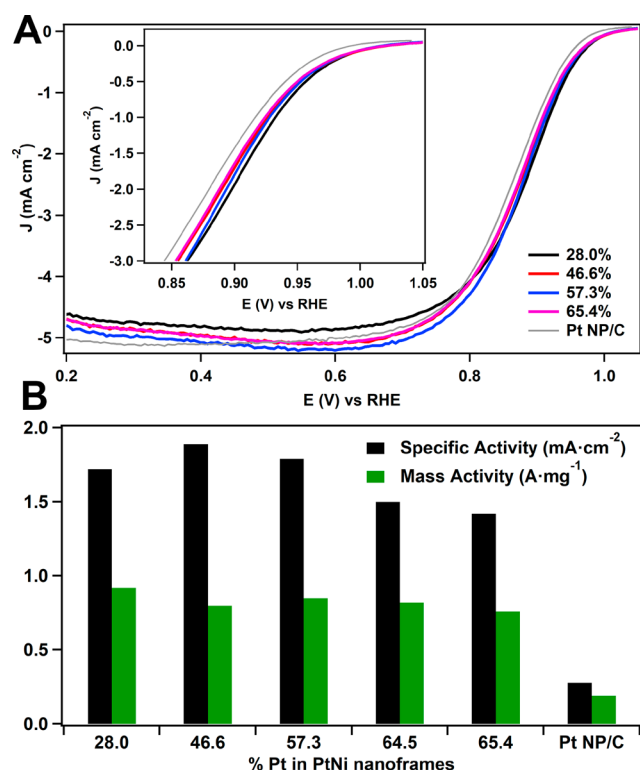 A
0.0
-0.5
-1.0
-1.5
-2.0
-2.5
-3.0
J (mA cm-2)
0.85 0.90 0.95 1.00 1.05
E (V) vs RHE
0
-1
-2
-3
-4
-5
J (mA cm-2)
28.0%
46.6%
57.3%
65.4%
Pt NP/C
0.2 0.4 0.6 0.8 1.0
E (V) vs RHE
B
2.0
1.5
1.0
0.5
0.0
Specific Activity (mA·cm-2)
Mass Activity (A·mg-1)
28.0 46.6 57.3 64.5 65.4 Pt NP/C
% Pt in PtNi nanoframes